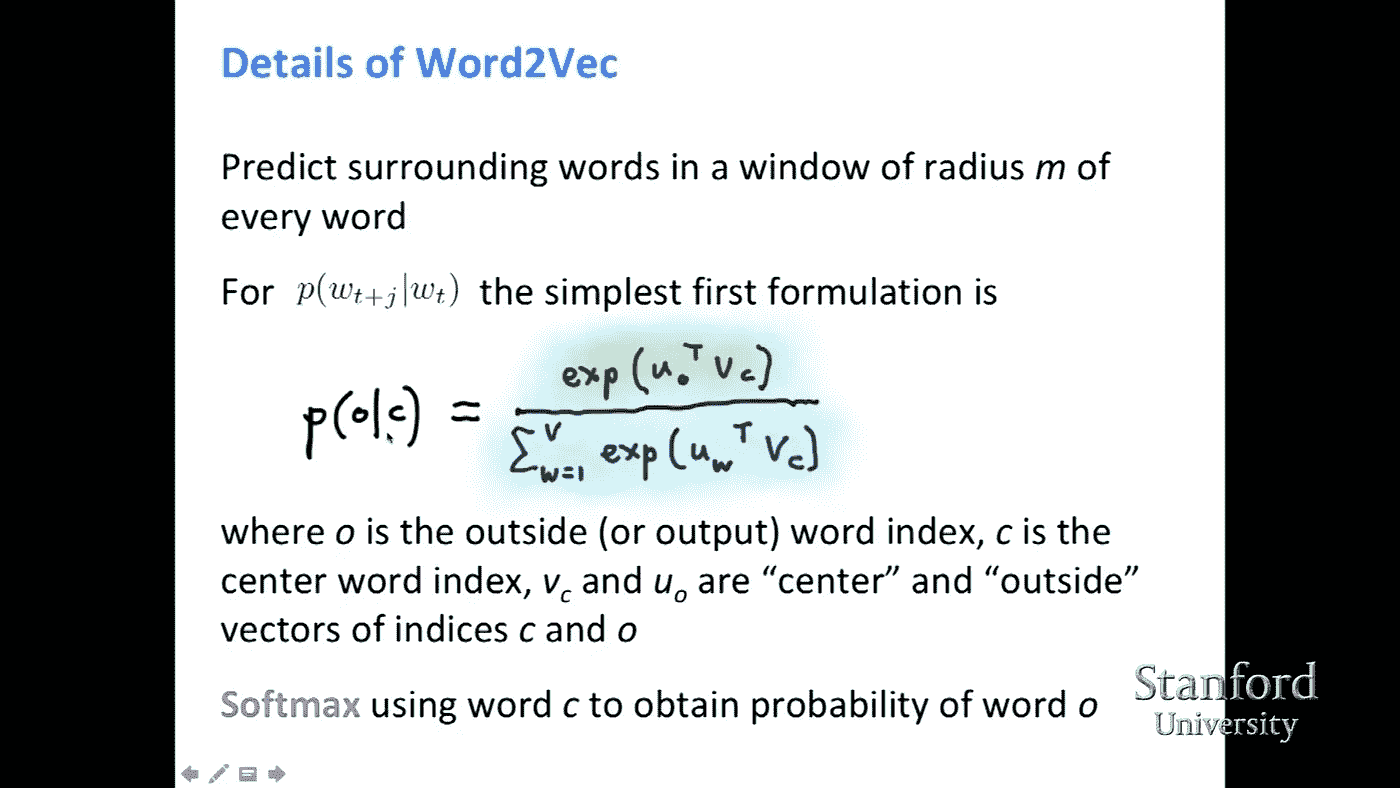 Details of Word2Vec
Predict surrounding words in a window of radius m of
every word
For p(w_{t+j}|w_t) the simplest first formulation is
p(o|c) = \frac{exp(u_o^T v_c)}{\sum_{w=1}^{V} exp(u_w^T v_c)}
where o is the outside (or output) word index, c is the
center word index, v_c and u_o are “center” and “outside”
vectors of indices c and o
Softmax using word c to obtain probability of word o
Stanford
University